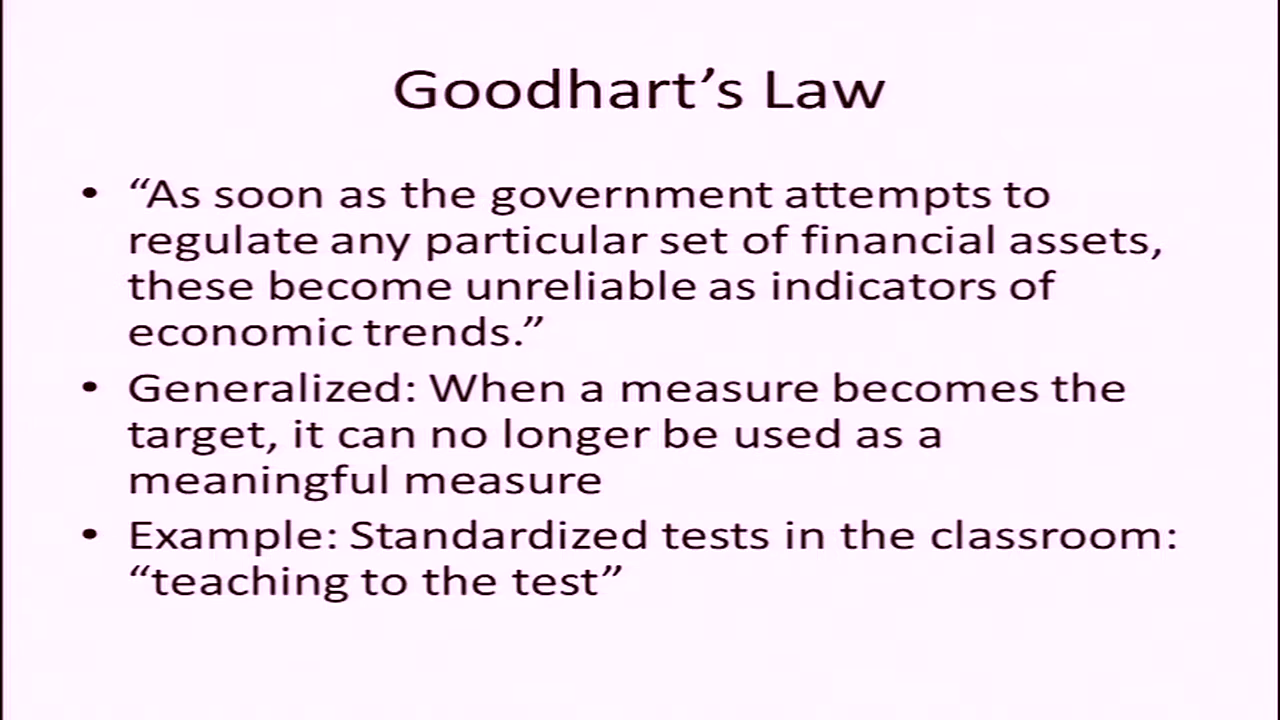 Goodhart’s Law
• “As soon as the government attempts to
regulate any particular set of financial assets,
these become unreliable as indicators of
economic trends.”
• Generalized: When a measure becomes the
target, it can no longer be used as a
meaningful measure
• Example: Standardized tests in the classroom:
“teaching to the test”